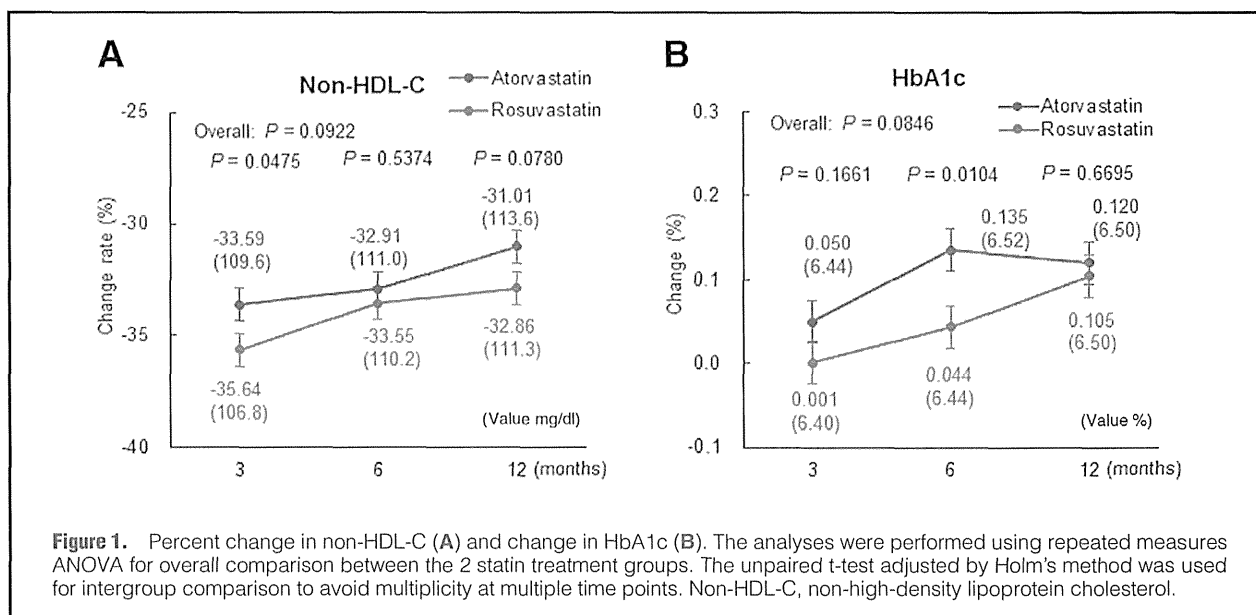 A
Non-HDL-C
Atorvastatin
Rosuvastatin
Overall: P = 0.0922
P = 0.0475 P = 0.5374 P = 0.0780
Change rate (%)
-25
-30
-35
-40
-33.59
(109.6)
-32.91
(111.0)
-31.01
(113.6)
-35.64
(106.8)
-33.55
(110.2)
-32.86
(111.3)
(Value mg/dl)
3 6 12 (months)
B
HbA1c
Atorvastatin
Rosuvastatin
Overall: P = 0.0846
P = 0.1661 P = 0.0104 P = 0.6695
Change (%)
0.3
0.2
0.1
0.0
-0.1
0.050
(6.44)
0.135
(6.52)
0.120
(6.50)
0.001
(6.40)
0.044
(6.44)
0.105
(6.50)
(Value %)
3 6 12 (months)
Figure 1. Percent change in non-HDL-C (A) and change in HbA1c (B). The analyses were performed using repeated measures
ANOVA for overall comparison between the 2 statin treatment groups. The unpaired t-test adjusted by Holm's method was used
for intergroup comparison to avoid multiplicity at multiple time points. Non-HDL-C, non-high-density lipoprotein cholesterol.